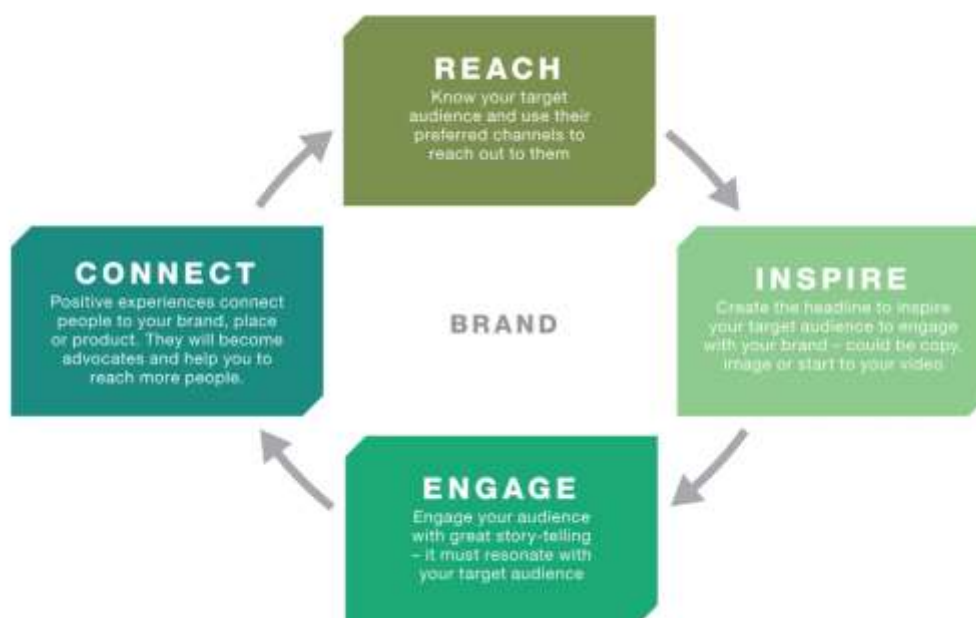 REACH
Know your target
audience and use their
preferred channels to
reach out to them
INSPIRE
Create the headline to inspire
your target audience to engage
with your brand – could be copy,
image or start to your video.
ENGAGE
Engage your audience
with great story-telling
– it must resonate with
your target audience
CONNECT
Positive experiences connect
people to your brand, place
or product. They will become
advocates and help you to
reach more people.
BRAND